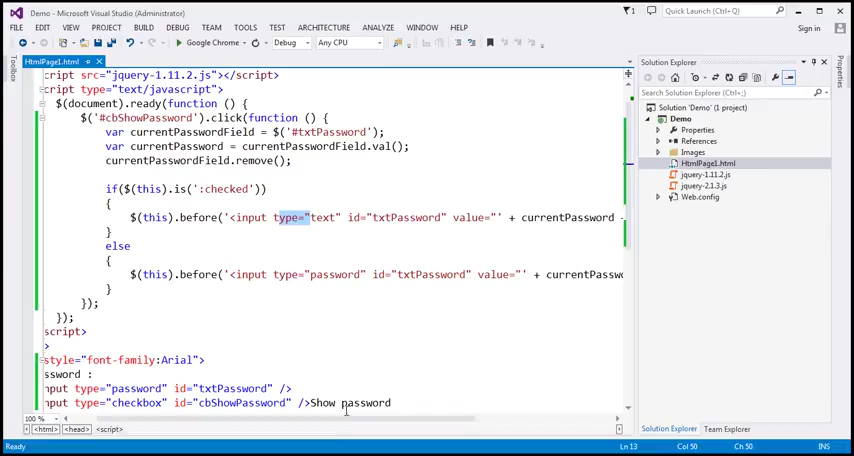 Demo - Microsoft Visual Studio (Administrator)
1
Quick Launch (Ctrl+Q)
FILE EDIT VIEW PROJECT BUILD DEBUG TEAM TOOLS TEST ARCHITECTURE ANALYZE WINDOW HELP
Sign in
Google Chrome
Debug
Any CPU
Toolbox
HtmlPage1.html
cript src="jquery-1.11.2.js"></script>
cript type="text/javascript">
$(document).ready(function () {
$('#cbShowPassword').click(function () {
var currentPasswordField = $('#txtPassword');
var currentPassword = currentPasswordField.val();
currentPasswordField.remove();
if($(this).is(':checked'))
{
$(this).before('<input type="text" id="txtPassword" value="' + currentPassword
}
else
{
$(this).before('<input type="password" id="txtPassword" value="' + currentPassw
}
});
});
script>
>
style="font-family:Arial">
ssword :
nput type="password" id="txtPassword" />
nput type="checkbox" id="cbShowPassword" />Show password
100 %
<html> <head> <script>
Solution Explorer
Search Solution Explorer (Ctrl+;)
Solution 'Demo' (1 project)
Demo
Properties
References
Images
HtmlPage1.html
jquery-1.11.2.js
jquery-2.1.3.js
Web.config
Solution Explorer Team Explorer
Properties
Ready
Ln 13 Col 50 Ch 50 INS